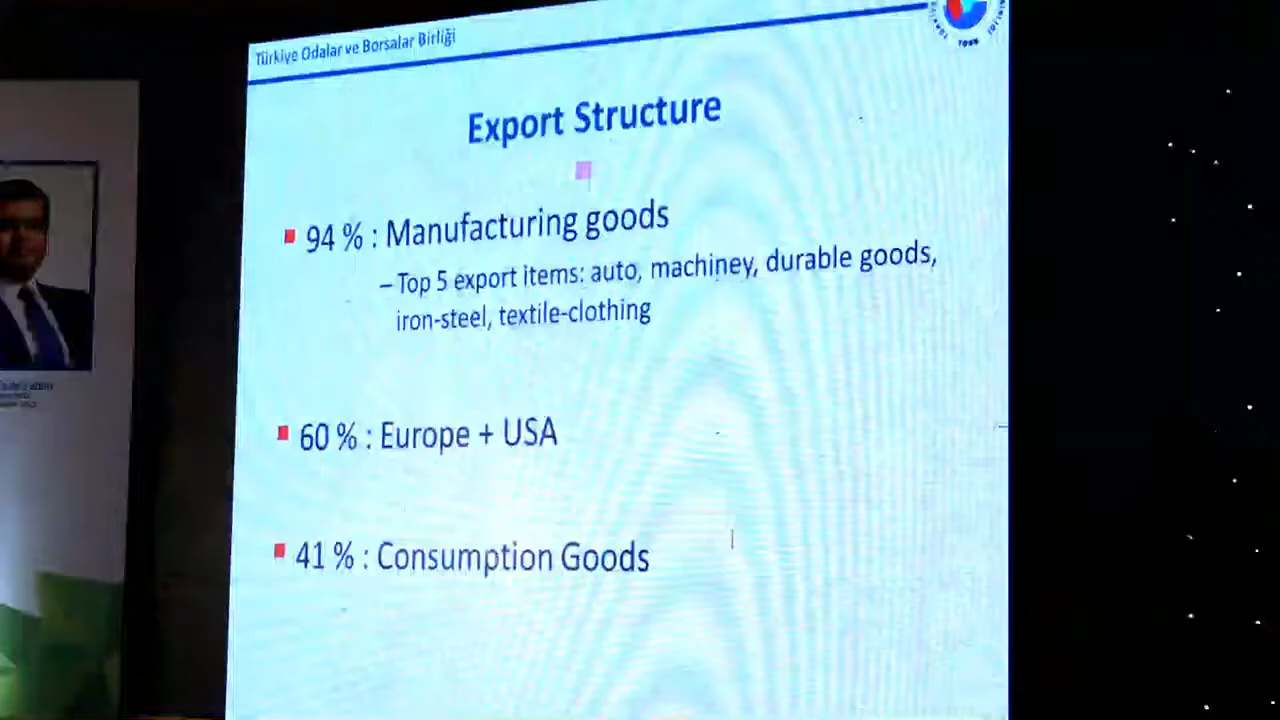 Türkiye Odalar ve Borsalar Birliği
Export Structure
94 % : Manufacturing goods
– Top 5 export items: auto, machiney, durable goods,
iron-steel, textile-clothing
60 % : Europe + USA
41 % : Consumption Goods